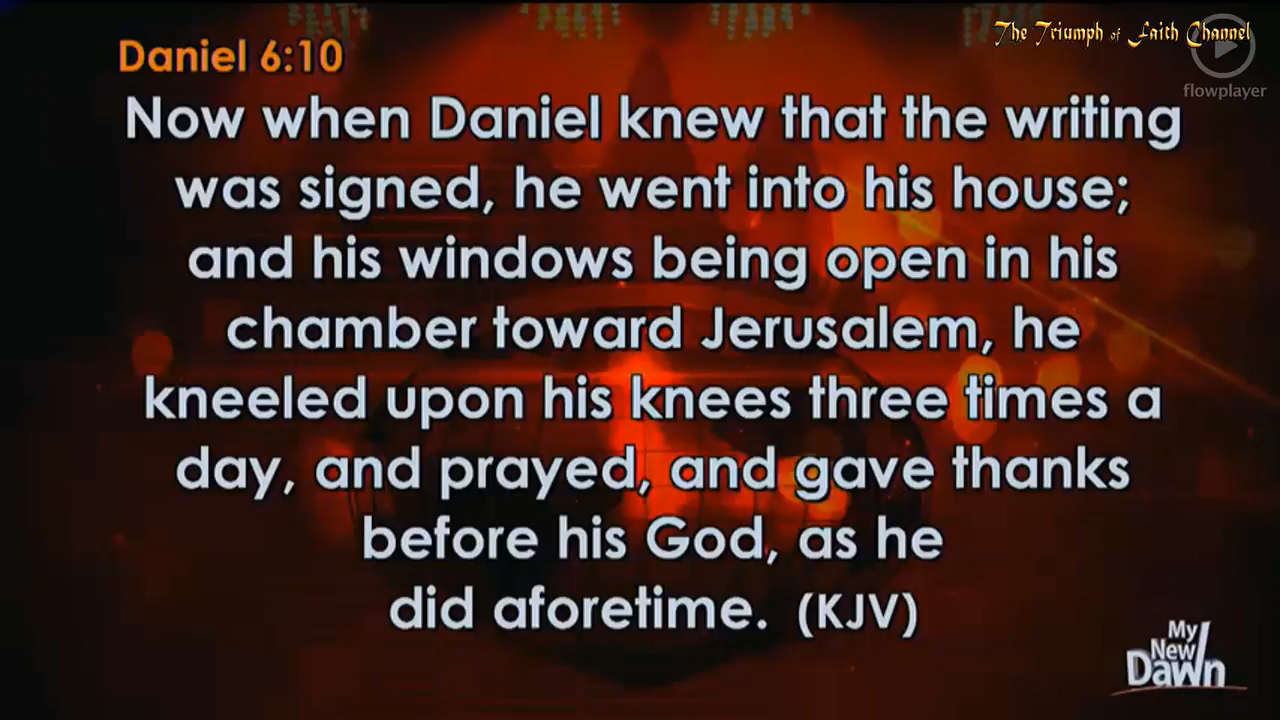 The Triumph of Faith Channel
flowplayer
Daniel 6:10
Now when Daniel knew that the writing
was signed, he went into his house;
and his windows being open in his
chamber toward Jerusalem, he
kneeled upon his knees three times a
day, and prayed, and gave thanks
before his God, as he
did aforetime. (KJV)
My
New
Dawn